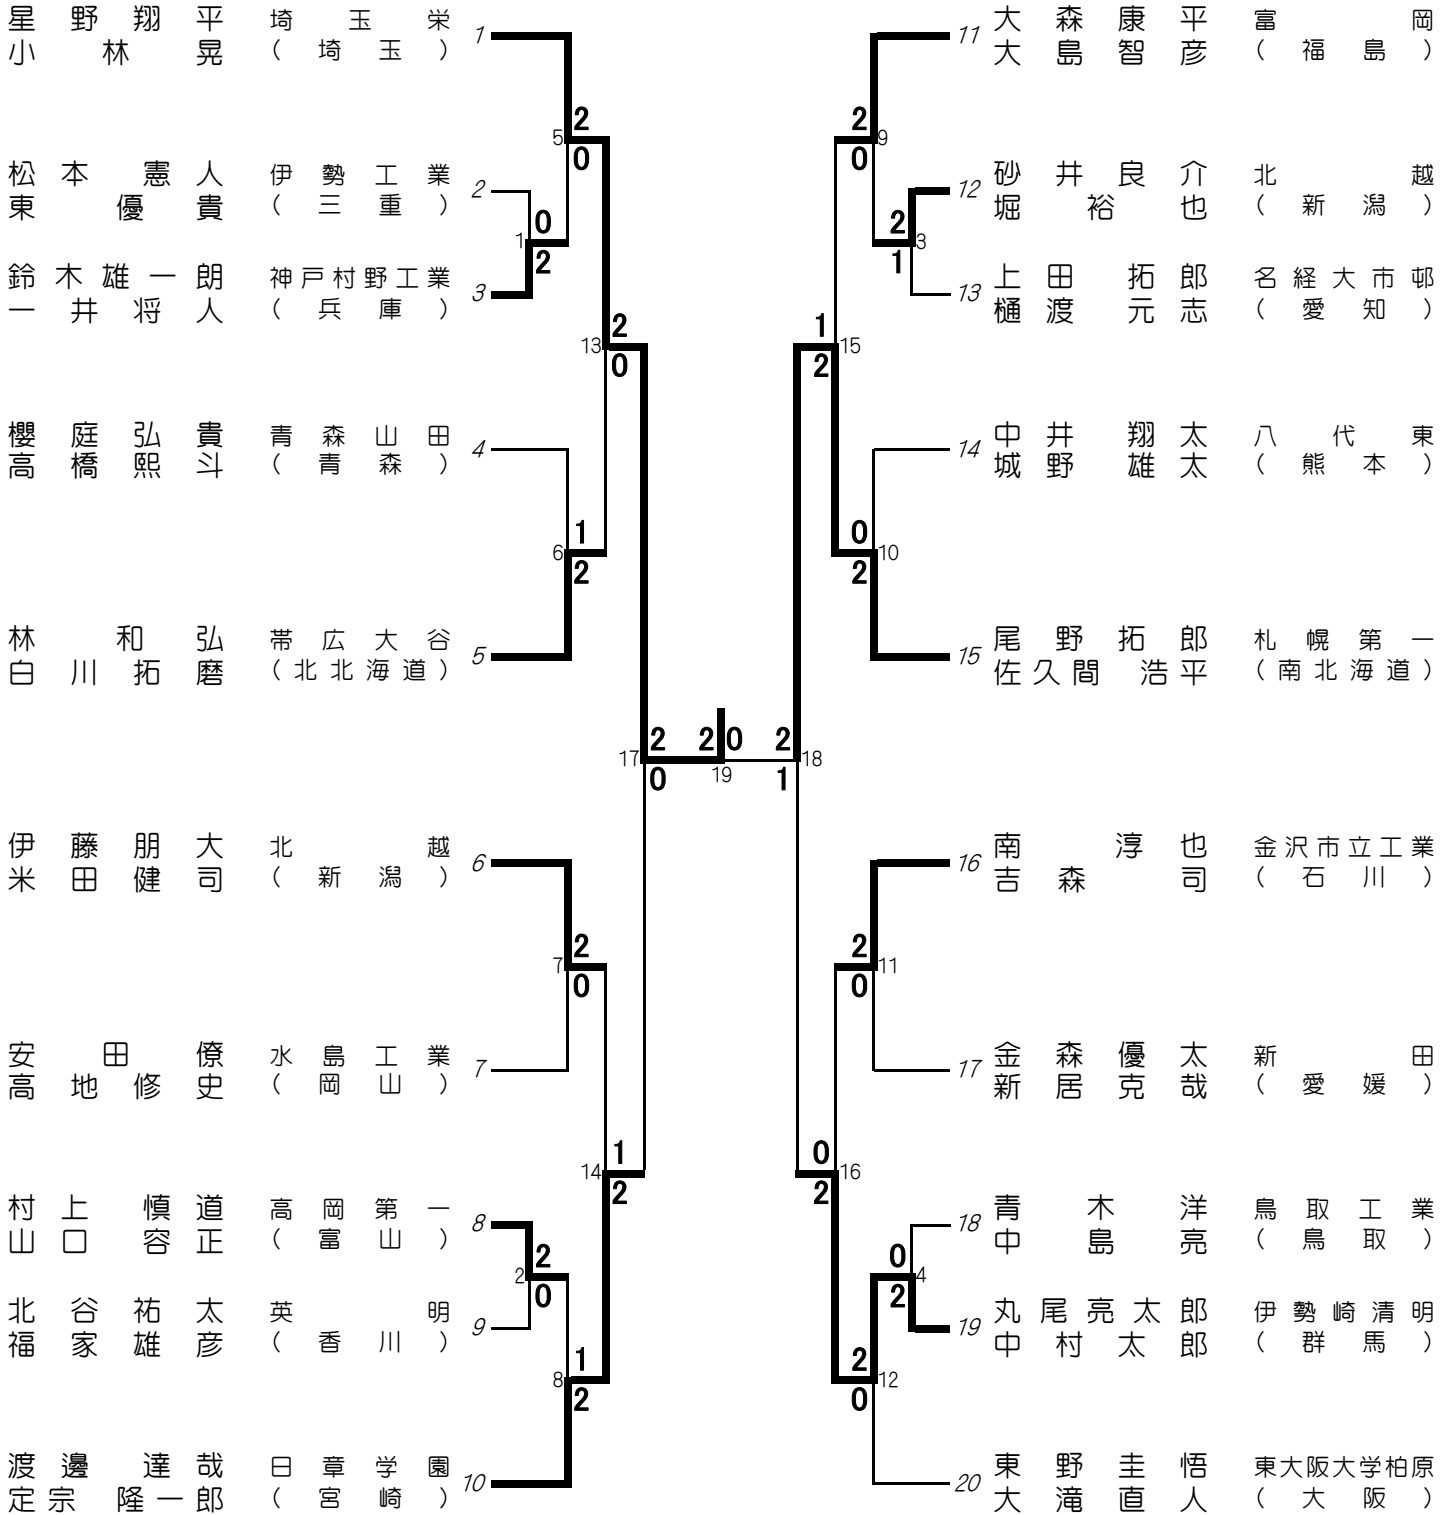 星野翔平 埼玉栄
小林晃 (埼玉)
1
松本憲人 伊勢工業
東優貴 (三重)
2
鈴木雄一朗 神戸村野工業
一井将人 (兵庫)
3
櫻庭弘貴 青森山田
高橋熙斗 (青森)
4
林和弘 帯広大谷
白川拓磨 (北北海道)
5
伊藤朋大 北越
米田健司 (新潟)
6
安田僚 水島工業
高地修史 (岡山)
7
村上慎道 高岡第一
山口容正 (富山)
8
北谷祐太 英明
福家雄彦 (香川)
9
渡邊達哉 日章学園
定宗隆一郎 (宮崎)
10
5
2
0
1
0
2
13
2
0
6
1
2
17
2
0
7
2
0
14
1
2
2
2
0
8
1
2
2 0
19
2
1
18
2
0
9
2
1
3
1
2
15
0
2
10
2
0
11
0
2
16
0
2
4
2
0
12
11
大森康平 富岡
大島智彦 (福島)
12
砂井良介 北越
堀裕也 (新潟)
13
上田拓郎 名経大市邨
樋渡元志 (愛知)
14
中井翔太 八代東
城野雄太 (熊本)
15
尾野拓郎 札幌第一
佐久間浩平 (南北海道)
16
南淳也 金沢市立工業
吉森司 (石川)
17
金森優太 新田
新居克哉 (愛媛)
18
青木洋 鳥取工業
中島亮 (鳥取)
19
丸尾亮太郎 伊勢崎清明
中村太郎 (群馬)
20
東野圭悟 東大阪大学柏原
大滝直人 (大阪)